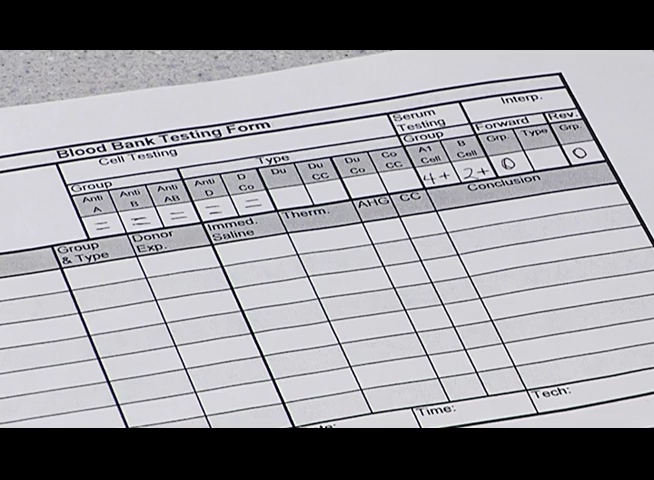 Blood Bank Testing Form
Cell Testing
Serum Testing
Interp.
Group
Type
Group
Forward
Rev.
Anti A
Anti B
Anti AB
Anti D
D Co
Du
Du CC
Du Co
Co CC
A1 Cell
B Cell
Grp.
Type
Grp.
= = = = = 4+ 2+ O O
Group & Type
Donor Exp.
Immed. Saline
Therm.
AHG
CC
Conclusion
Time:
Tech: